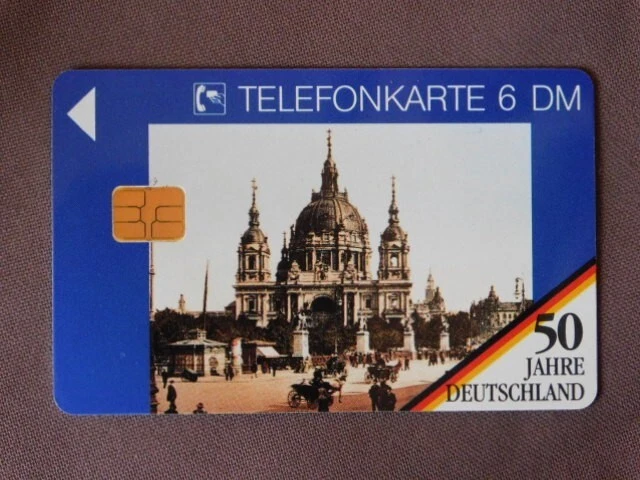 TELEFONKARTE 6 DM
50
JAHRE
DEUTSCHLAND